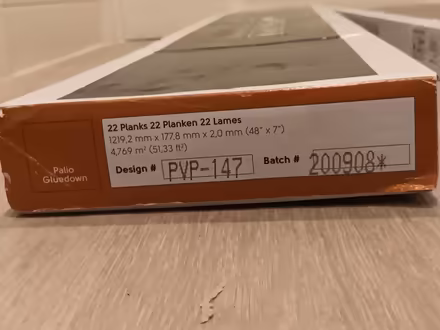 22 Planks 22 Planken 22 Lames
1219,2 mm x 177,8 mm x 2,0 mm (48" x 7")
4,769 m² (51,33 ft²)
Design # PVP-147 Batch # 200908*
Palio
Gluedown